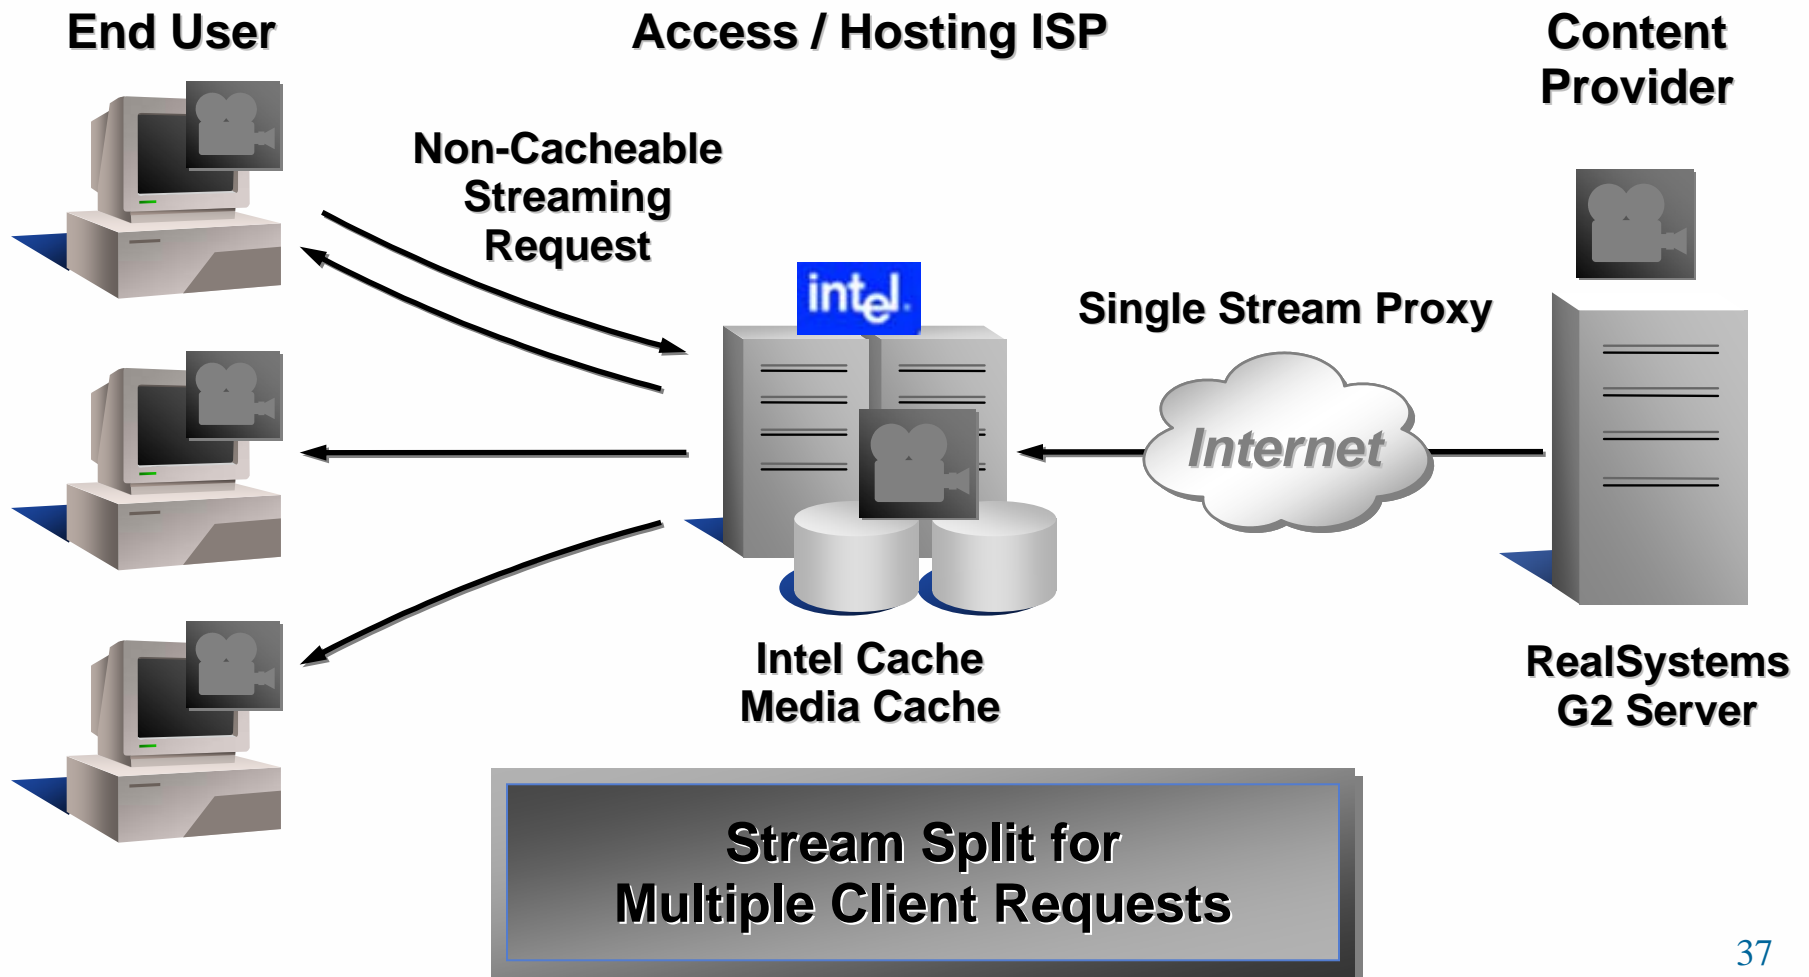 End User
Access / Hosting ISP
Content
Provider
Non-Cacheable
Streaming
Request
intel.
Single Stream Proxy
Internet
Intel Cache
Media Cache
RealSystems
G2 Server
Stream Split for
Multiple Client Requests
37